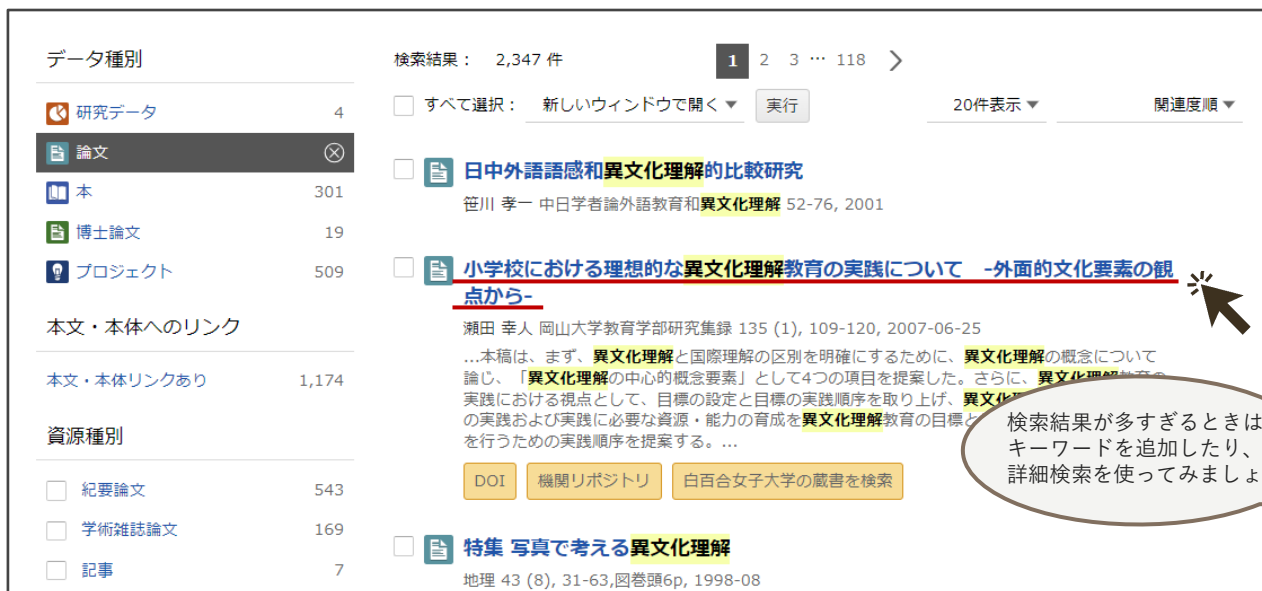 データ種別
研究データ 4
論文
本 301
博士論文 19
プロジェクト 509
本文・本体へのリンク
本文・本体リンクあり 1,174
資源種別
紀要論文 543
学術雑誌論文 169
記事 7
検索結果： 2,347 件
1 2 3 … 118
すべて選択： 新しいウィンドウで開く 実行 20件表示 関連度順
日中外語語感和異文化理解的比較研究
笹川 孝一 中日学者論外語教育和異文化理解 52-76, 2001
小学校における理想的な異文化理解教育の実践について -外面的文化要素の観
点から-
瀬田 幸人 岡山大学教育学部研究集録 135 (1), 109-120, 2007-06-25
...本稿は、まず、異文化理解と国際理解の区別を明確にするために、異文化理解の概念について
論じ、「異文化理解の中心的概念要素」として4つの項目を提案した。さらに、異文化理解教育の
実践における視点として、目標の設定と目標の実践順序を取り上げ、異文化
の実践および実践に必要な資源・能力の育成を異文化理解教育の目標と
を行うための実践順序を提案する。...
DOI 機関リポジトリ 白百合女子大学の蔵書を検索
検索結果が多すぎるときは
キーワードを追加したり、
詳細検索を使ってみましょ
特集 写真で考える異文化理解
地理 43 (8), 31-63,図巻頭6p, 1998-08